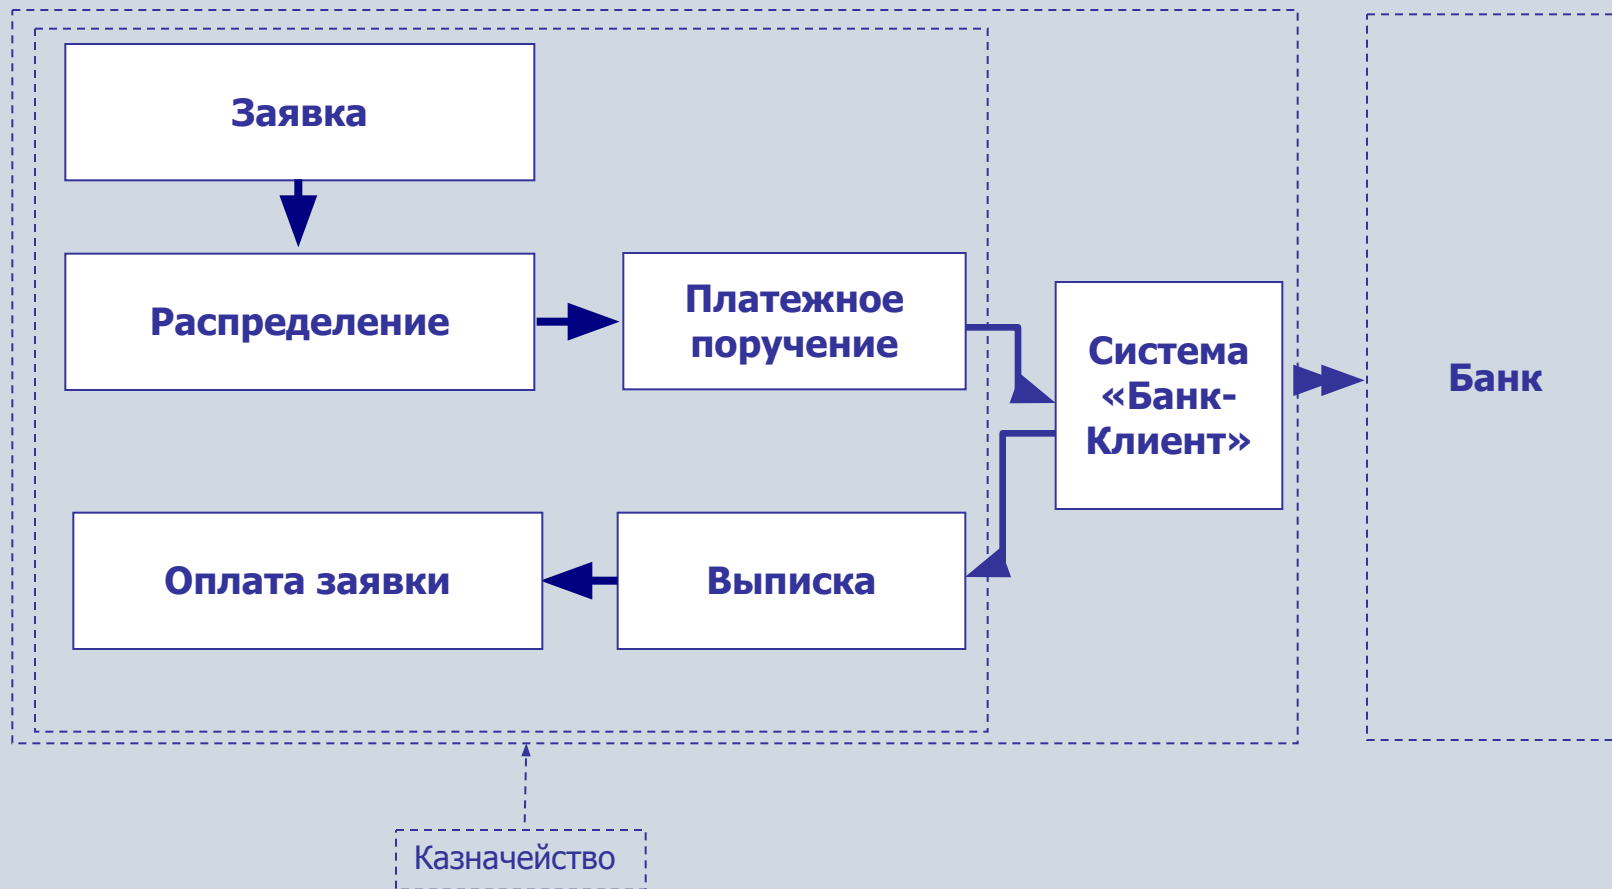 Заявка
Распределение
Платежное
поручение
Система
«Банк-
Клиент»
Банк
Оплата заявки
Выписка
Казначейство